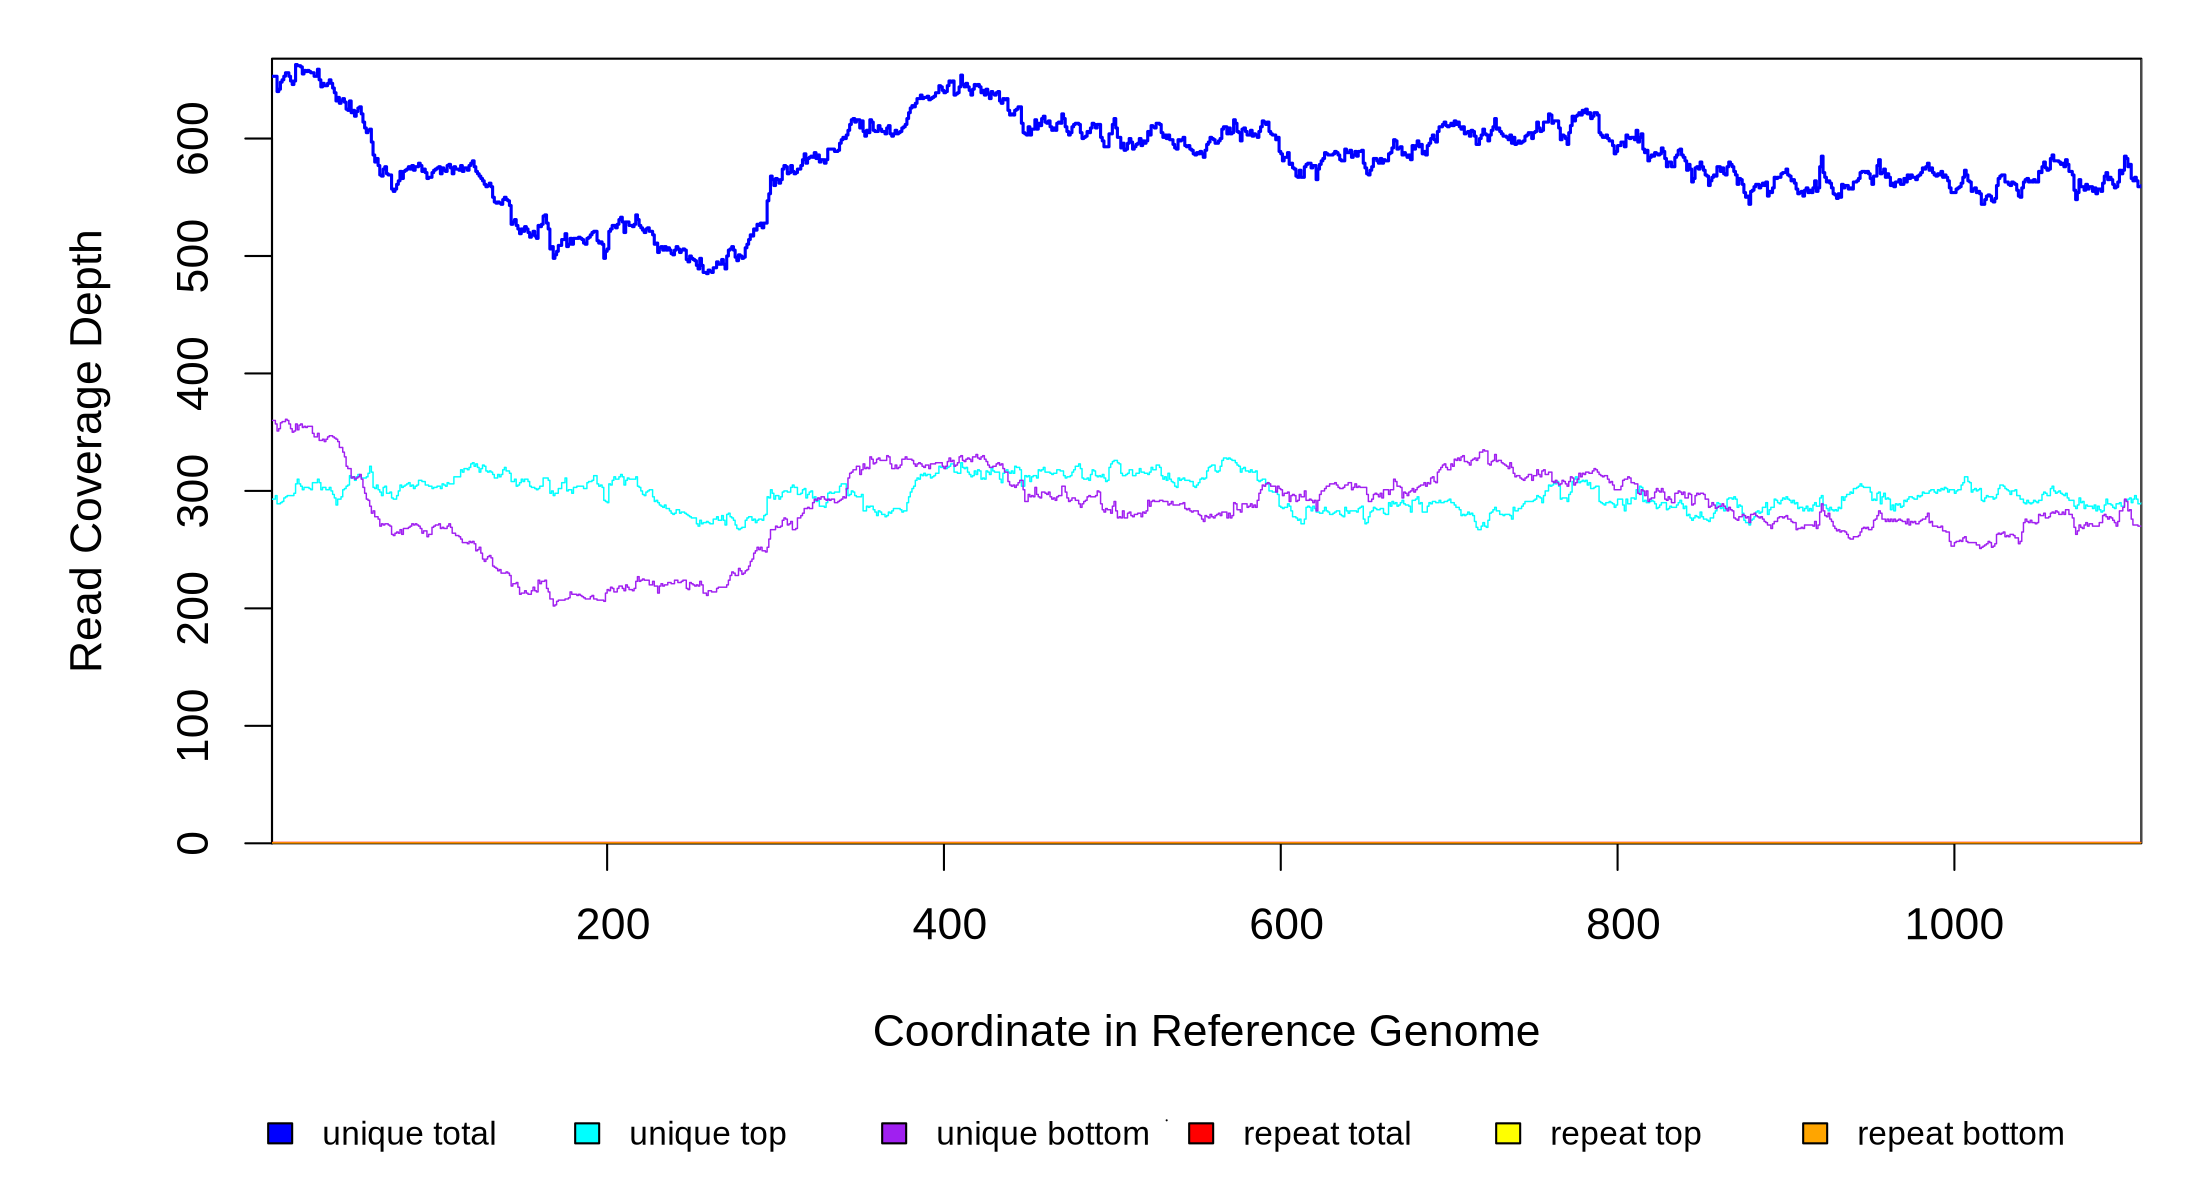 Read Coverage Depth
600
500
400
300
200
100
0
200 400 600 800 1000
Coordinate in Reference Genome
unique total unique top unique bottom repeat total repeat top repeat bottom